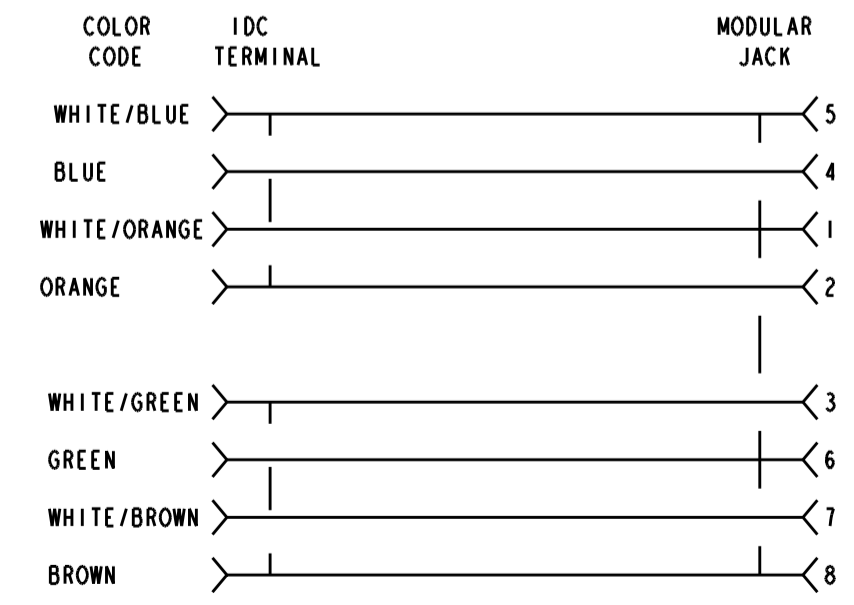 COLOR CODE
IDC TERMINAL
MODULAR JACK
WHITE/BLUE 5
BLUE 4
WHITE/ORANGE 1
ORANGE 2
WHITE/GREEN 3
GREEN 6
WHITE/BROWN 7
BROWN 8